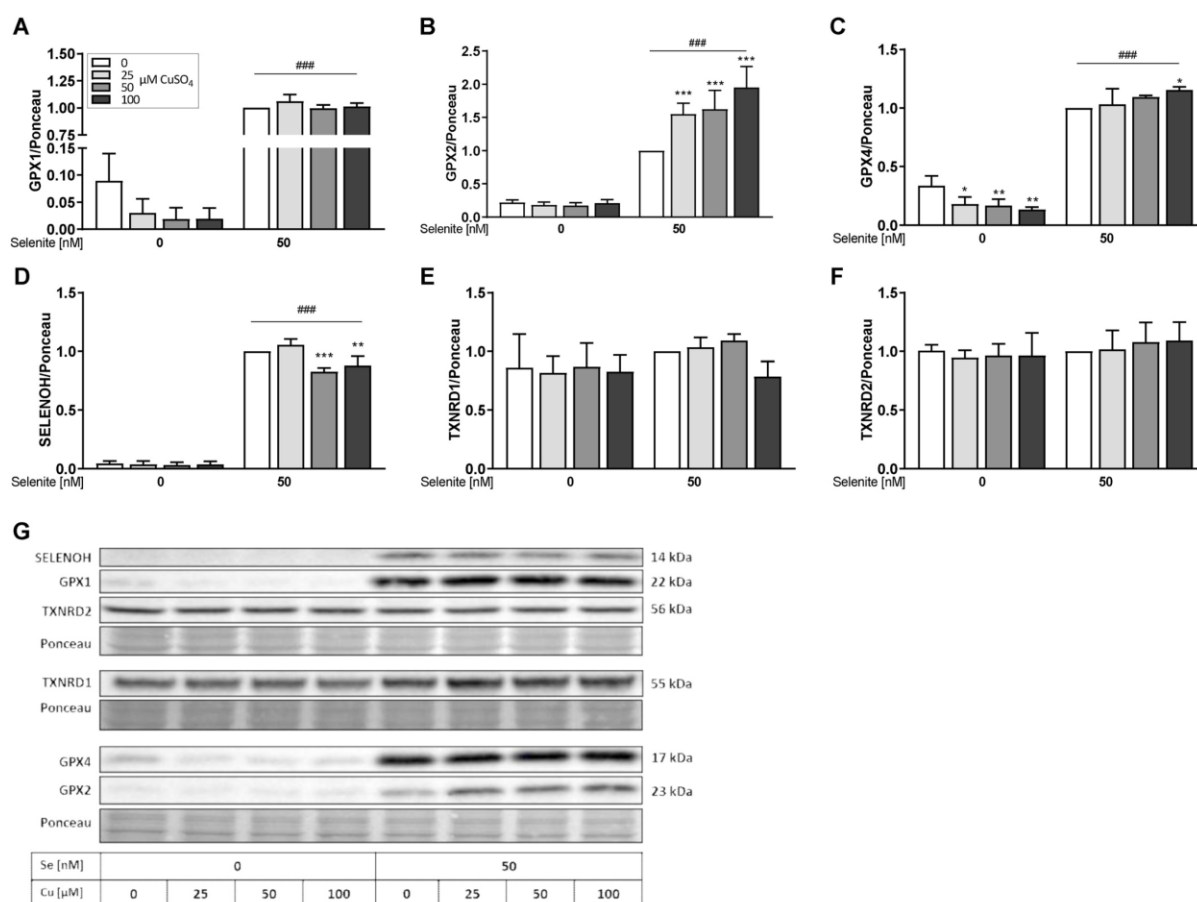 A
B
C
GPX1/Ponceau
1.50
1.25
1.00
0.75
0.15
0.10
0.05
0.00
0
25
50
100
µM CuSO4
###
Selenite [nM]
0
50
GPX2/Ponceau
2.5
2.0
1.5
1.0
0.5
0.0
###
***
***
***
Selenite [nM]
0
50
GPX4/Ponceau
1.5
1.0
0.5
0.0
*
**
**
###
*
Selenite [nM]
0
50
D
E
F
SELENOH/Ponceau
1.5
1.0
0.5
0.0
###
***
**
Selenite [nM]
0
50
TXNRD1/Ponceau
1.5
1.0
0.5
0.0
Selenite [nM]
0
50
TXNRD2/Ponceau
1.5
1.0
0.5
0.0
Selenite [nM]
0
50
G
SELENOH 14 kDa
GPX1 22 kDa
TXNRD2 56 kDa
Ponceau
TXNRD1 55 kDa
Ponceau
GPX4 17 kDa
GPX2 23 kDa
Ponceau
Se [nM] 0 50
Cu [µM] 0 25 50 100 0 25 50 100